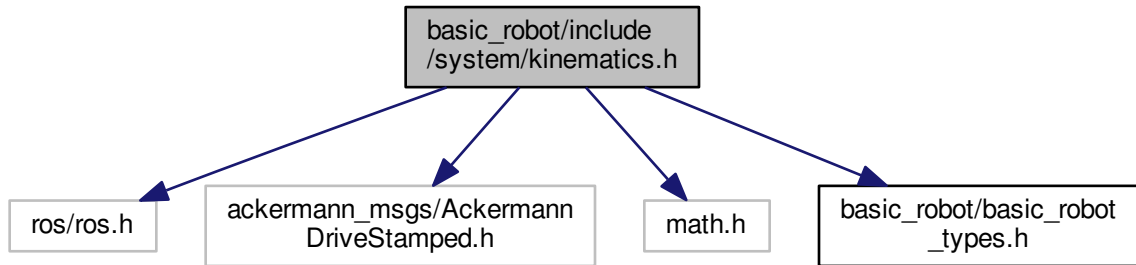 basic_robot/include
/system/kinematics.h
ros/ros.h
ackermann_msgs/Ackermann
DriveStamped.h
math.h
basic_robot/basic_robot
_types.h